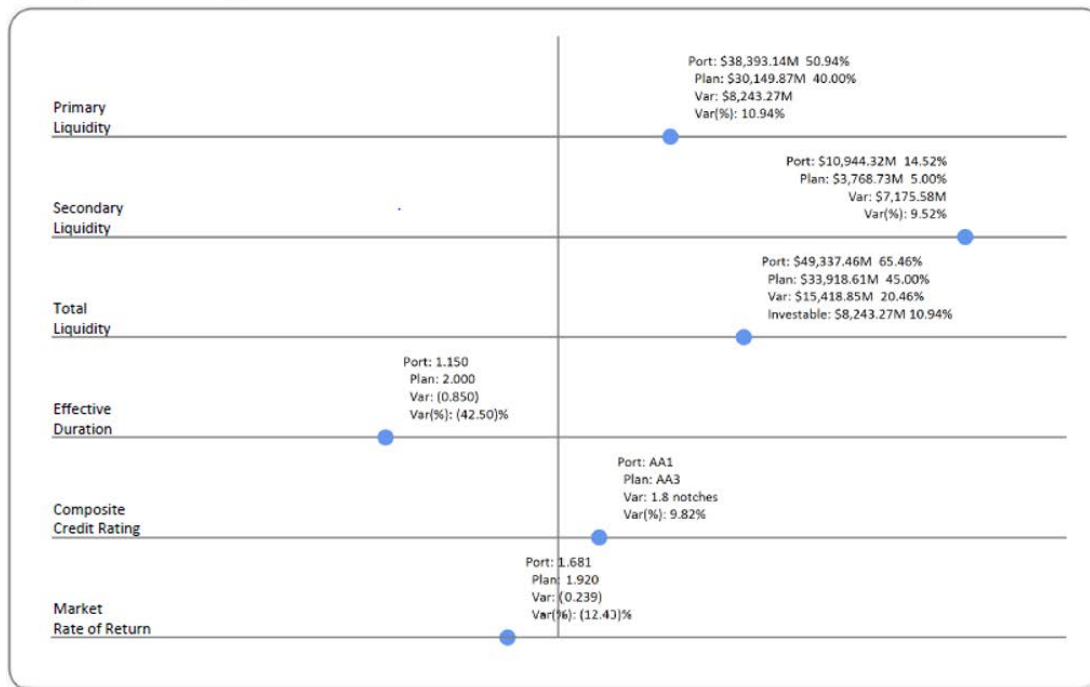 Port: $38,393.14M 50.94%
Plan: $30,149.87M 40.00%
Var: $8,243.27M
Var(%): 10.94%
Primary
Liquidity
Port: $10,944.32M 14.52%
Plan: $3,768.73M 5.00%
Var: $7,175.58M
Var(%): 9.52%
Secondary
Liquidity
Port: $49,337.46M 65.46%
Plan: $33,918.61M 45.00%
Var: $15,418.85M 20.46%
Investable: $8,243.27M 10.94%
Total
Liquidity
Port: 1.150
Plan: 2.000
Var: (0.850)
Var(%): (42.50)%
Effective
Duration
Port: AA1
Plan: AA3
Var: 1.8 notches
Var(%): 9.82%
Composite
Credit Rating
Port: 1.681
Plan: 1.920
Var: (0.239)
Var(%): (12.43)%
Market
Rate of Return